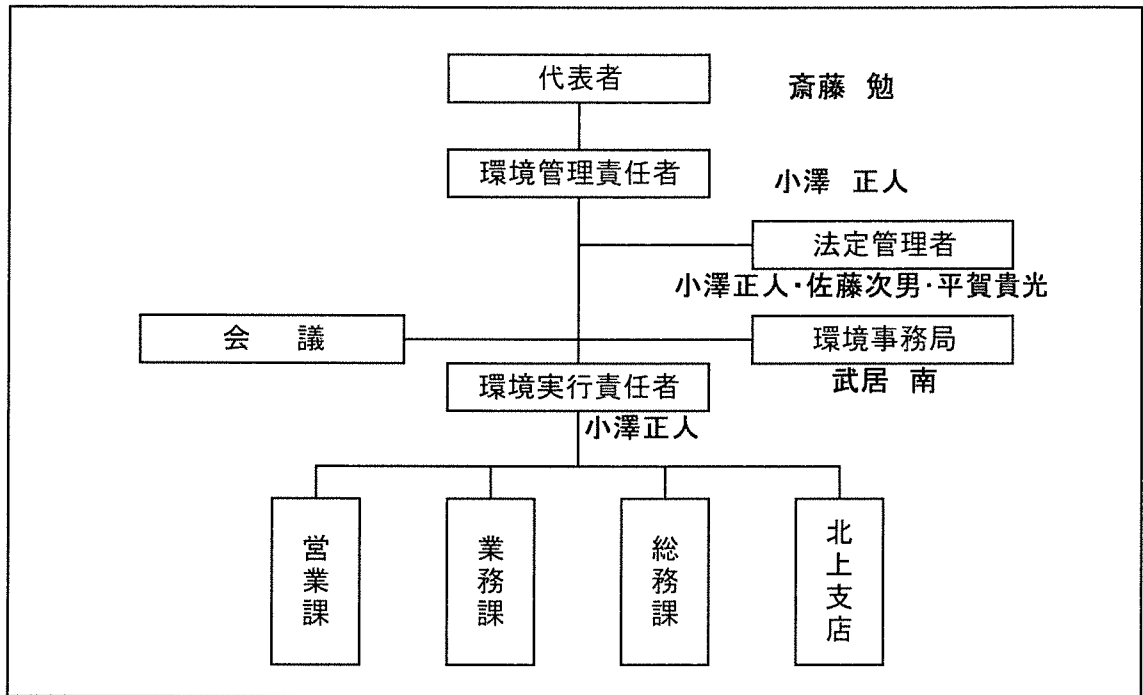 代表者
斎藤 勉
環境管理責任者
小澤 正人
法定管理者
小澤正人・佐藤次男・平賀貴光
会 議
環境事務局
武居 南
環境実行責任者
小澤正人
営業課
業務課
総務課
北上支店